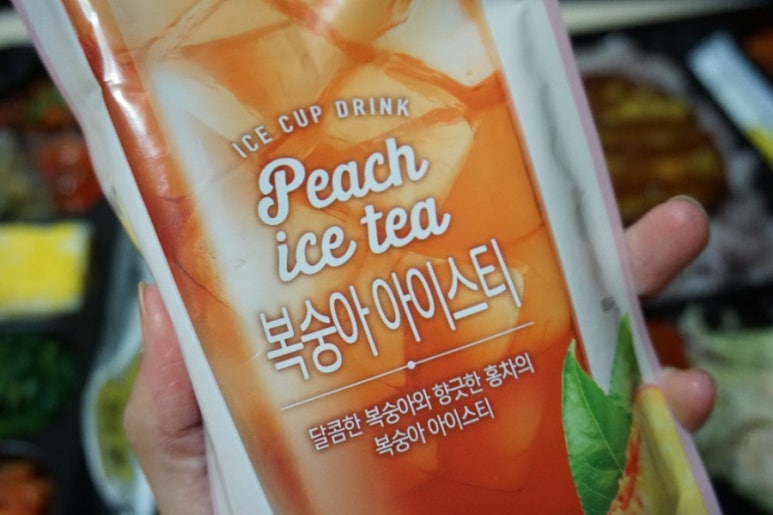 ICE CUP DRINK
Peach
ice tea
복숭아 아이스티
달콤한 복숭아와 향긋한 홍차의
복숭아 아이스티